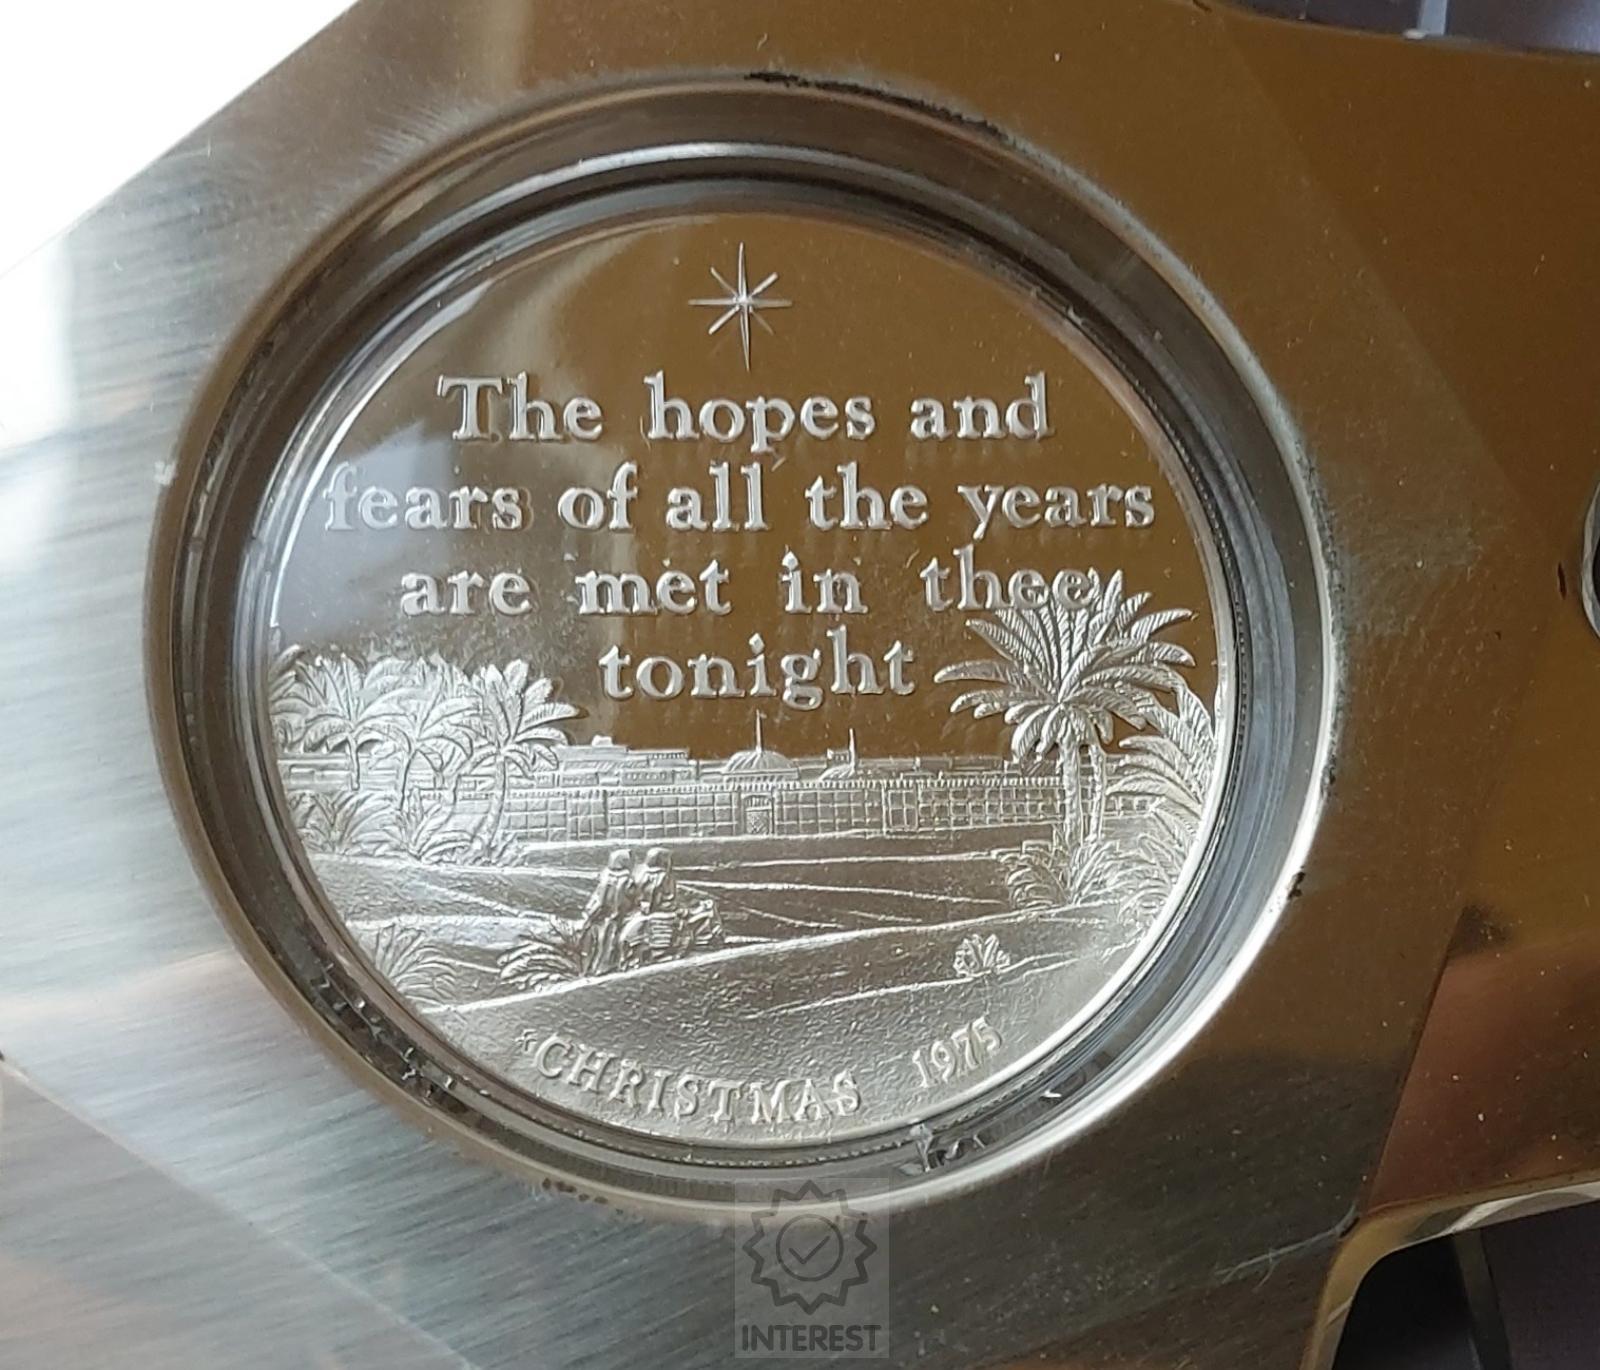 The hopes and
fears of all the years
are met in thee
tonight
CHRISTMAS 1975
INTEREST